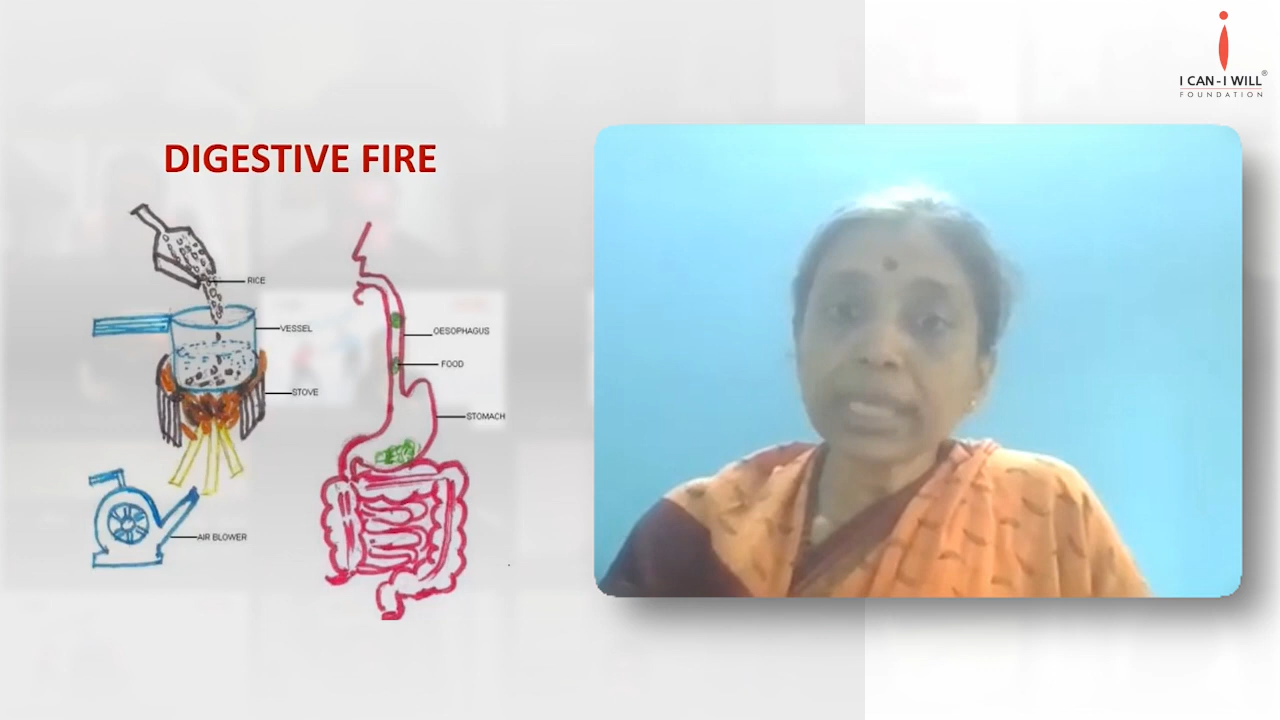 I CAN - I WILL®
FOUNDATION
DIGESTIVE FIRE
RICE
VESSEL
STOVE
AIR BLOWER
OESOPHAGUS
FOOD
STOMACH